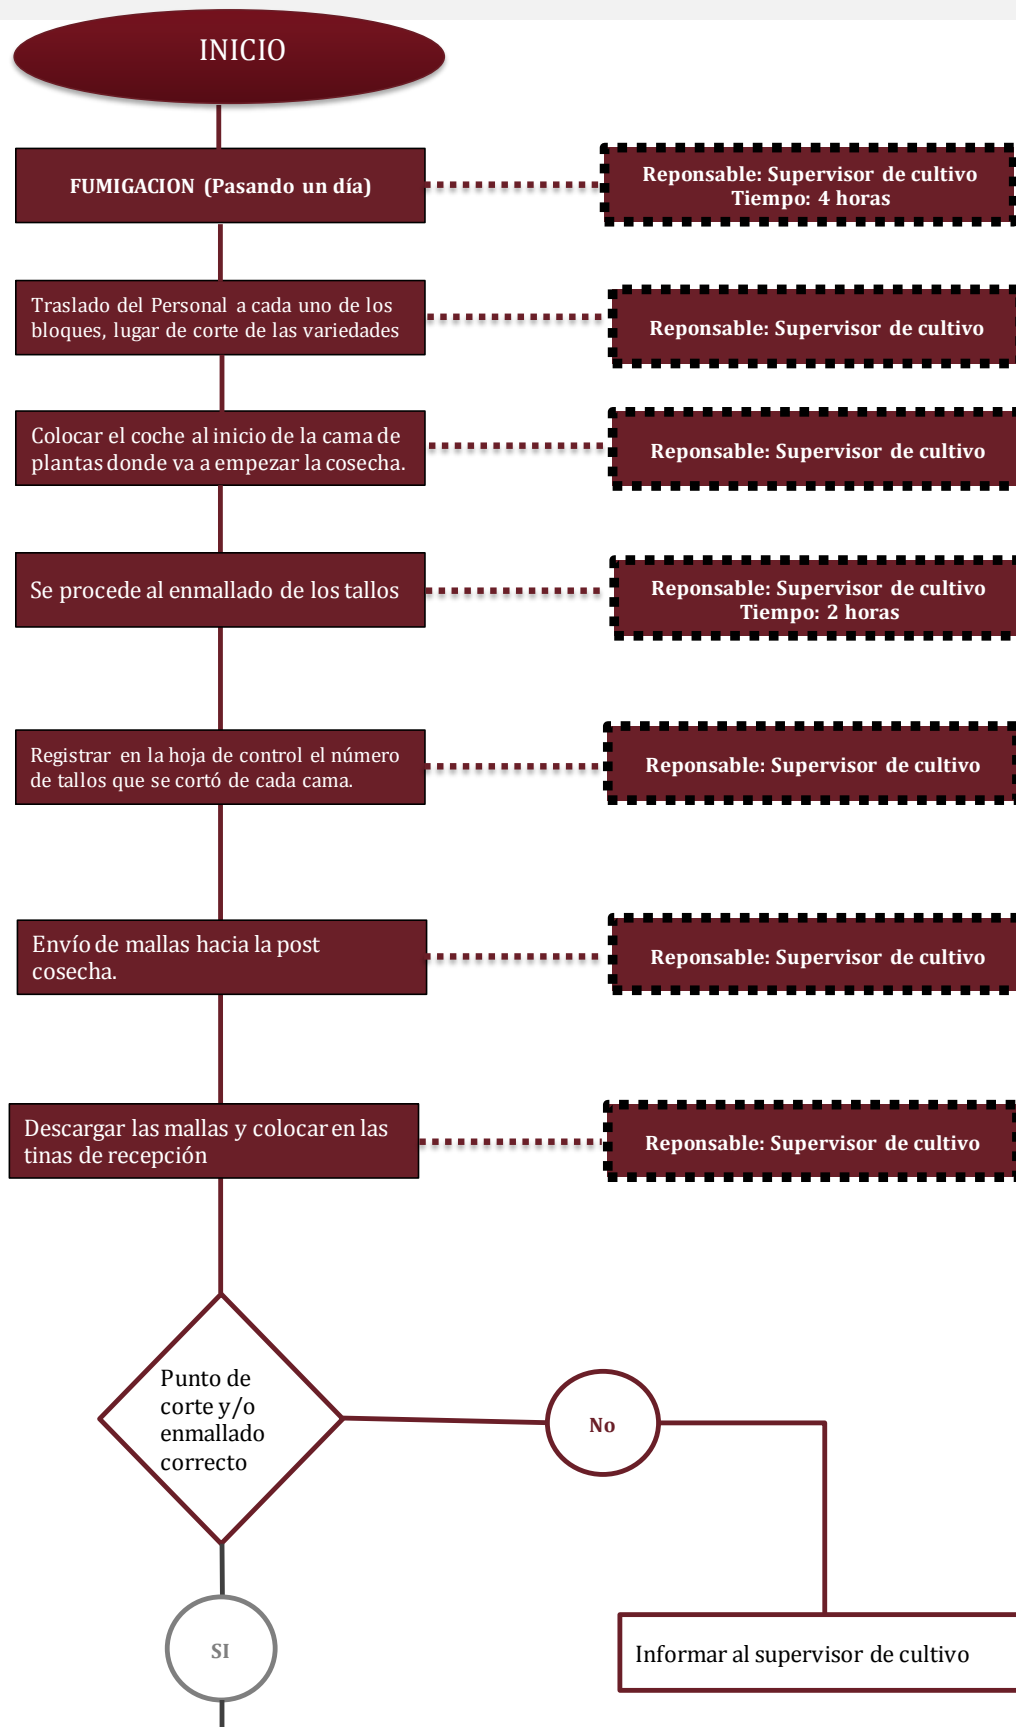 INICIO
FUMIGACION (Pasando un día)
Reponsable: Supervisor de cultivo
Tiempo: 4 horas
Traslado del Personal a cada uno de los
bloques, lugar de corte de las variedades
Reponsable: Supervisor de cultivo
Colocar el coche al inicio de la cama de
plantas donde va a empezar la cosecha.
Reponsable: Supervisor de cultivo
Se procede al enmallado de los tallos
Reponsable: Supervisor de cultivo
Tiempo: 2 horas
Registrar en la hoja de control el número
de tallos que se cortó de cada cama.
Reponsable: Supervisor de cultivo
Envío de mallas hacia la post
cosecha.
Reponsable: Supervisor de cultivo
Descargar las mallas y colocar en las
tinas de recepción
Reponsable: Supervisor de cultivo
Punto de
corte y/o
enmallado
correcto
No
SI
Informar al supervisor de cultivo